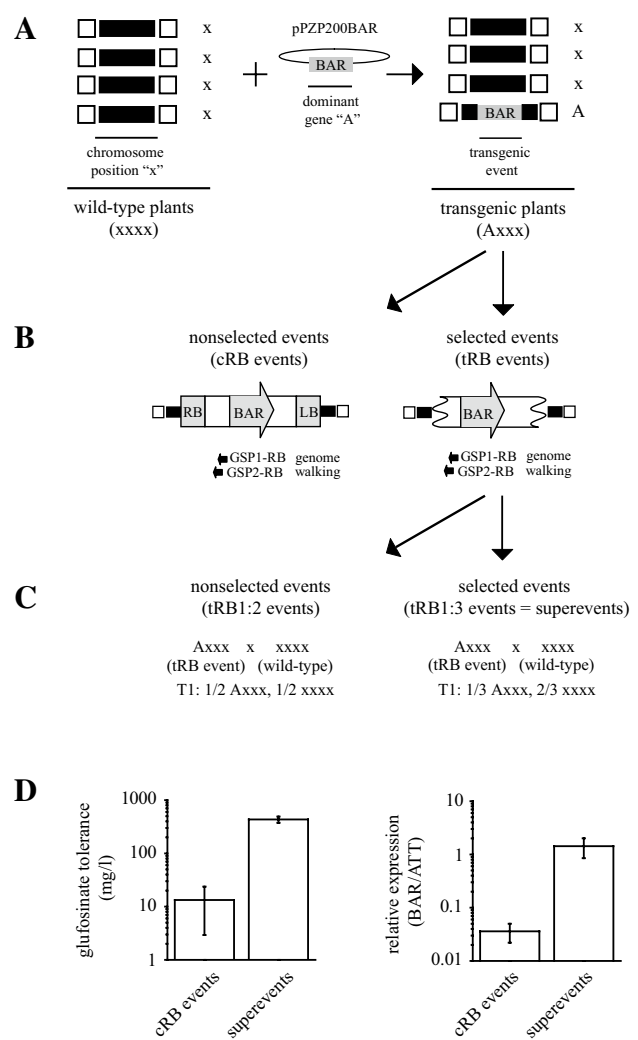 A
x
x
x
x
chromosome
position “x”
wild-type plants
(xxxx)
pPZP200BAR
BAR
dominant
gene “A”
x
x
x
BAR
A
transgenic
event
transgenic plants
(Axxx)
B
nonselected events
(cRB events)
RB BAR LB
GSP1-RB genome
GSP2-RB walking
selected events
(tRB events)
BAR
GSP1-RB genome
GSP2-RB walking
C
nonselected events
(tRB1:2 events)
Axxx x xxxx
(tRB event) (wild-type)
T1: 1/2 Axxx, 1/2 xxxx
selected events
(tRB1:3 events = superevents)
Axxx x xxxx
(tRB event) (wild-type)
T1: 1/3 Axxx, 2/3 xxxx
D
glufosinate tolerance
(mg/l)
1000
100
10
1
cRB events
superevents
relative expression
(BAR/ATT)
10
1
0.1
0.01
cRB events
superevents